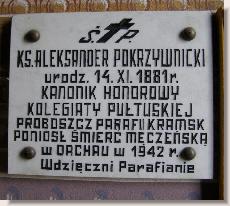 Ś. P.
KS. ALEKSANDER POKRZYWNICKI
urodz. 14. XI. 1881 r.
KANONIK HONOROWY
KOLEGIATY PUŁTUSKIEJ
PROBOSZCZ PARAFII KRAMSK
PONIÓSŁ ŚMIERĆ MĘCZEŃSKĄ
w DACHAU w 1942 r.
Wdzięczni Parafianie